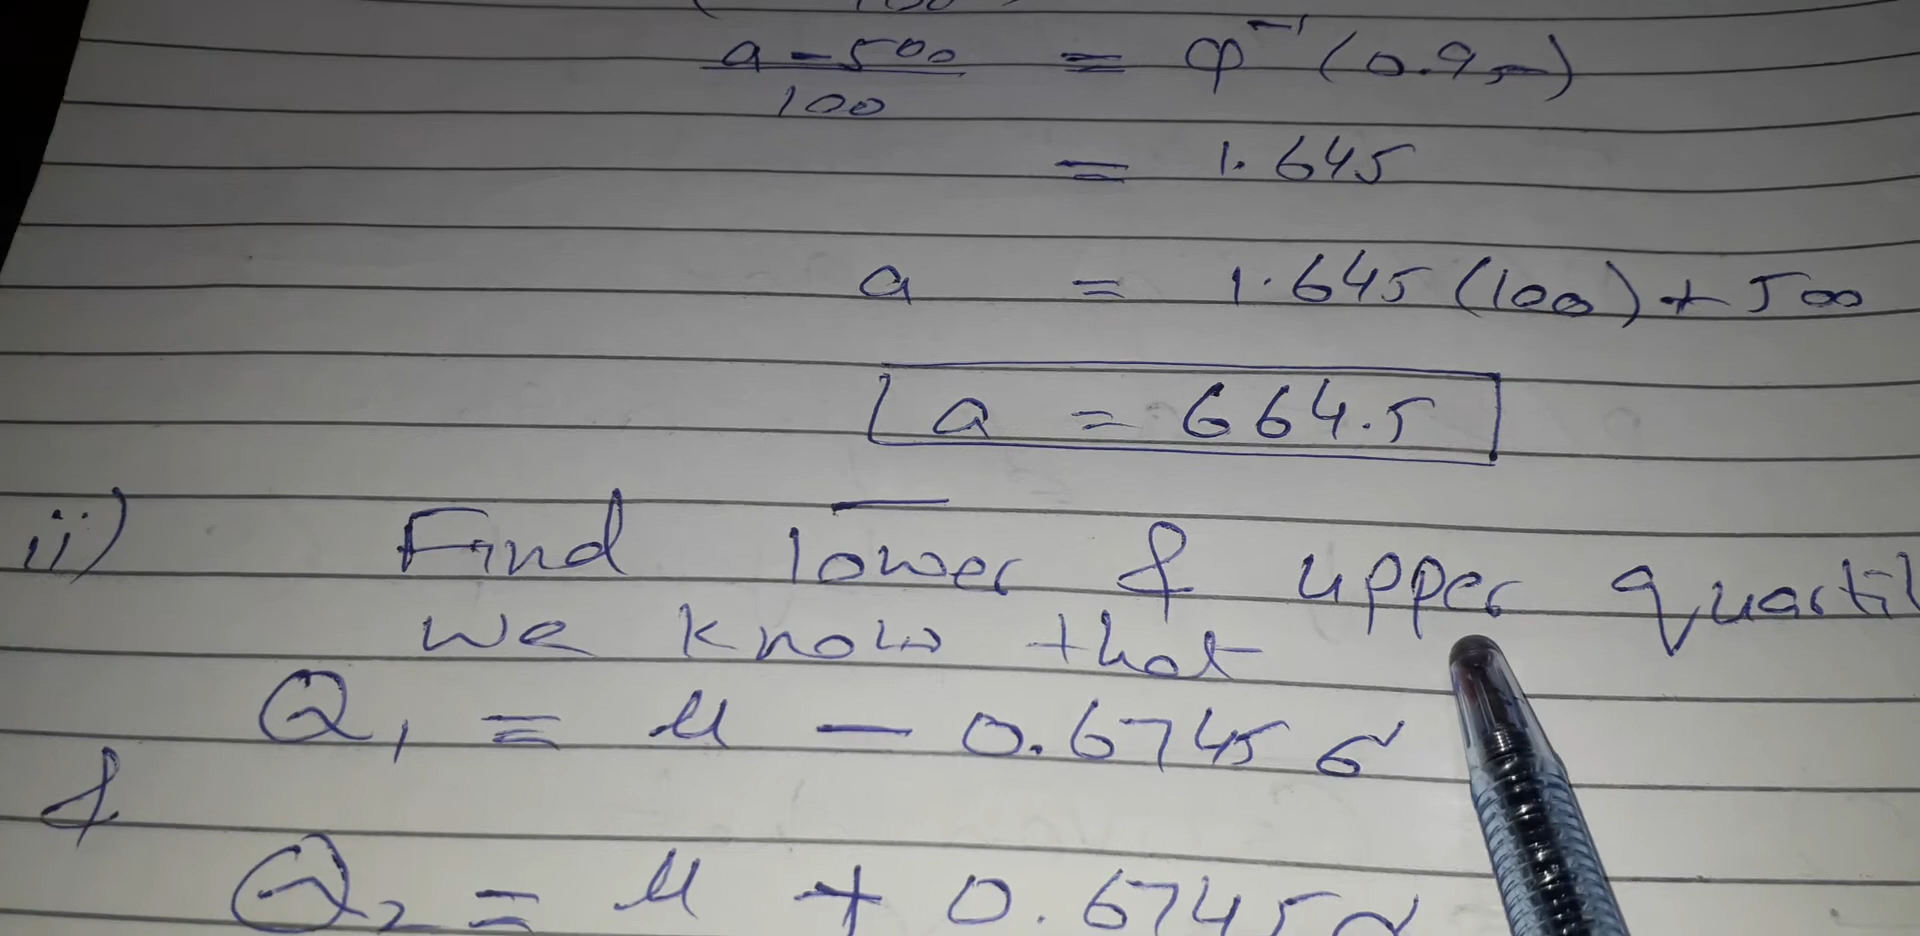 a - 500 / 100 = φ⁻¹ (0.95)
= 1.645
a = 1.645 (100) + 500
a = 664.5
ii) Find lower & upper quartil
we know that
Q₁ = μ - 0.6745 σ
&
Q₂ = μ + 0.6745 σ